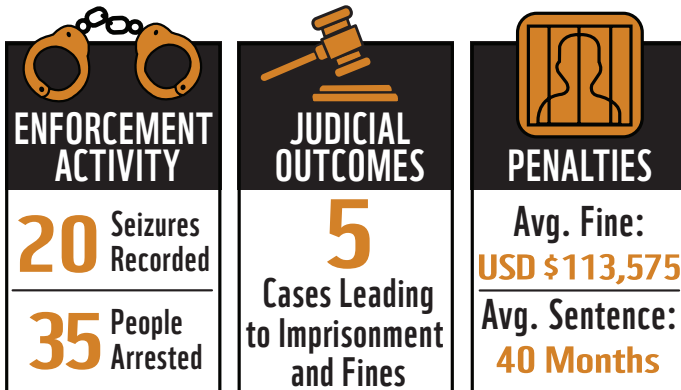 ENFORCEMENT
ACTIVITY
20 Seizures
Recorded
35 People
Arrested
JUDICIAL
OUTCOMES
5
Cases Leading
to Imprisonment
and Fines
PENALTIES
Avg. Fine:
USD $113,575
Avg. Sentence:
40 Months